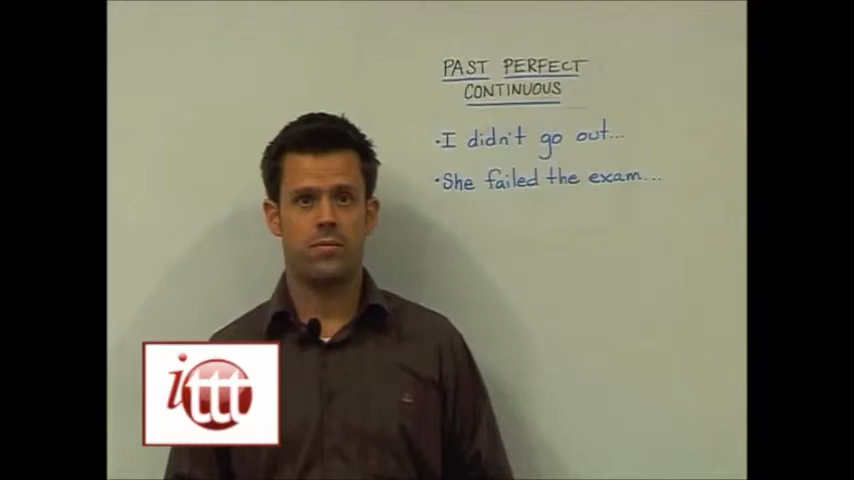 PAST PERFECT
CONTINUOUS
·I didn't go out...
·She failed the exam....
ittt